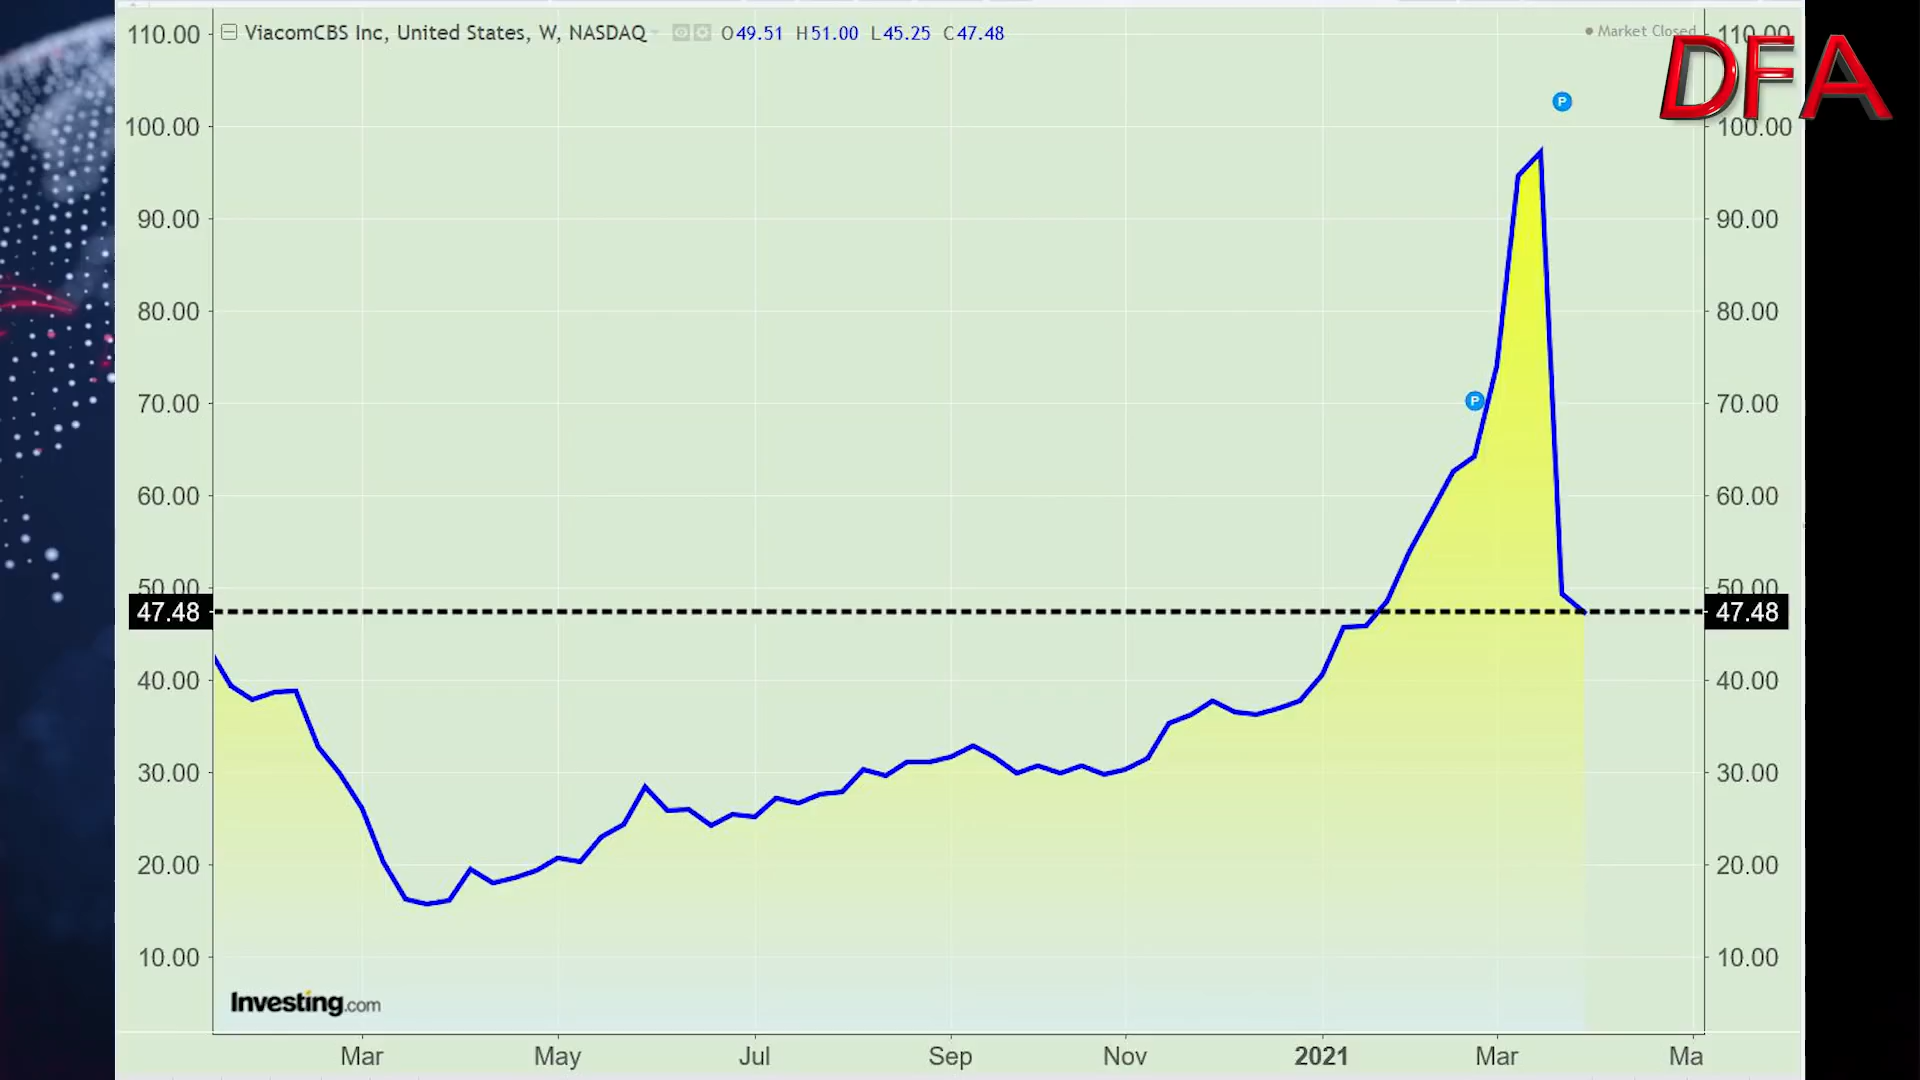 ViacomCBS Inc, United States, W, NASDAQ O49.51 H51.00 L45.25 C47.48
Market Closed
DFA
110.00 110.00
P
100.00 100.00
90.00 90.00
80.00 80.00
70.00 P 70.00
60.00 60.00
50.00 50.00
47.48 47.48
40.00 40.00
30.00 30.00
20.00 20.00
10.00 10.00
Investing.com
Mar May Jul Sep Nov 2021 Mar Ma